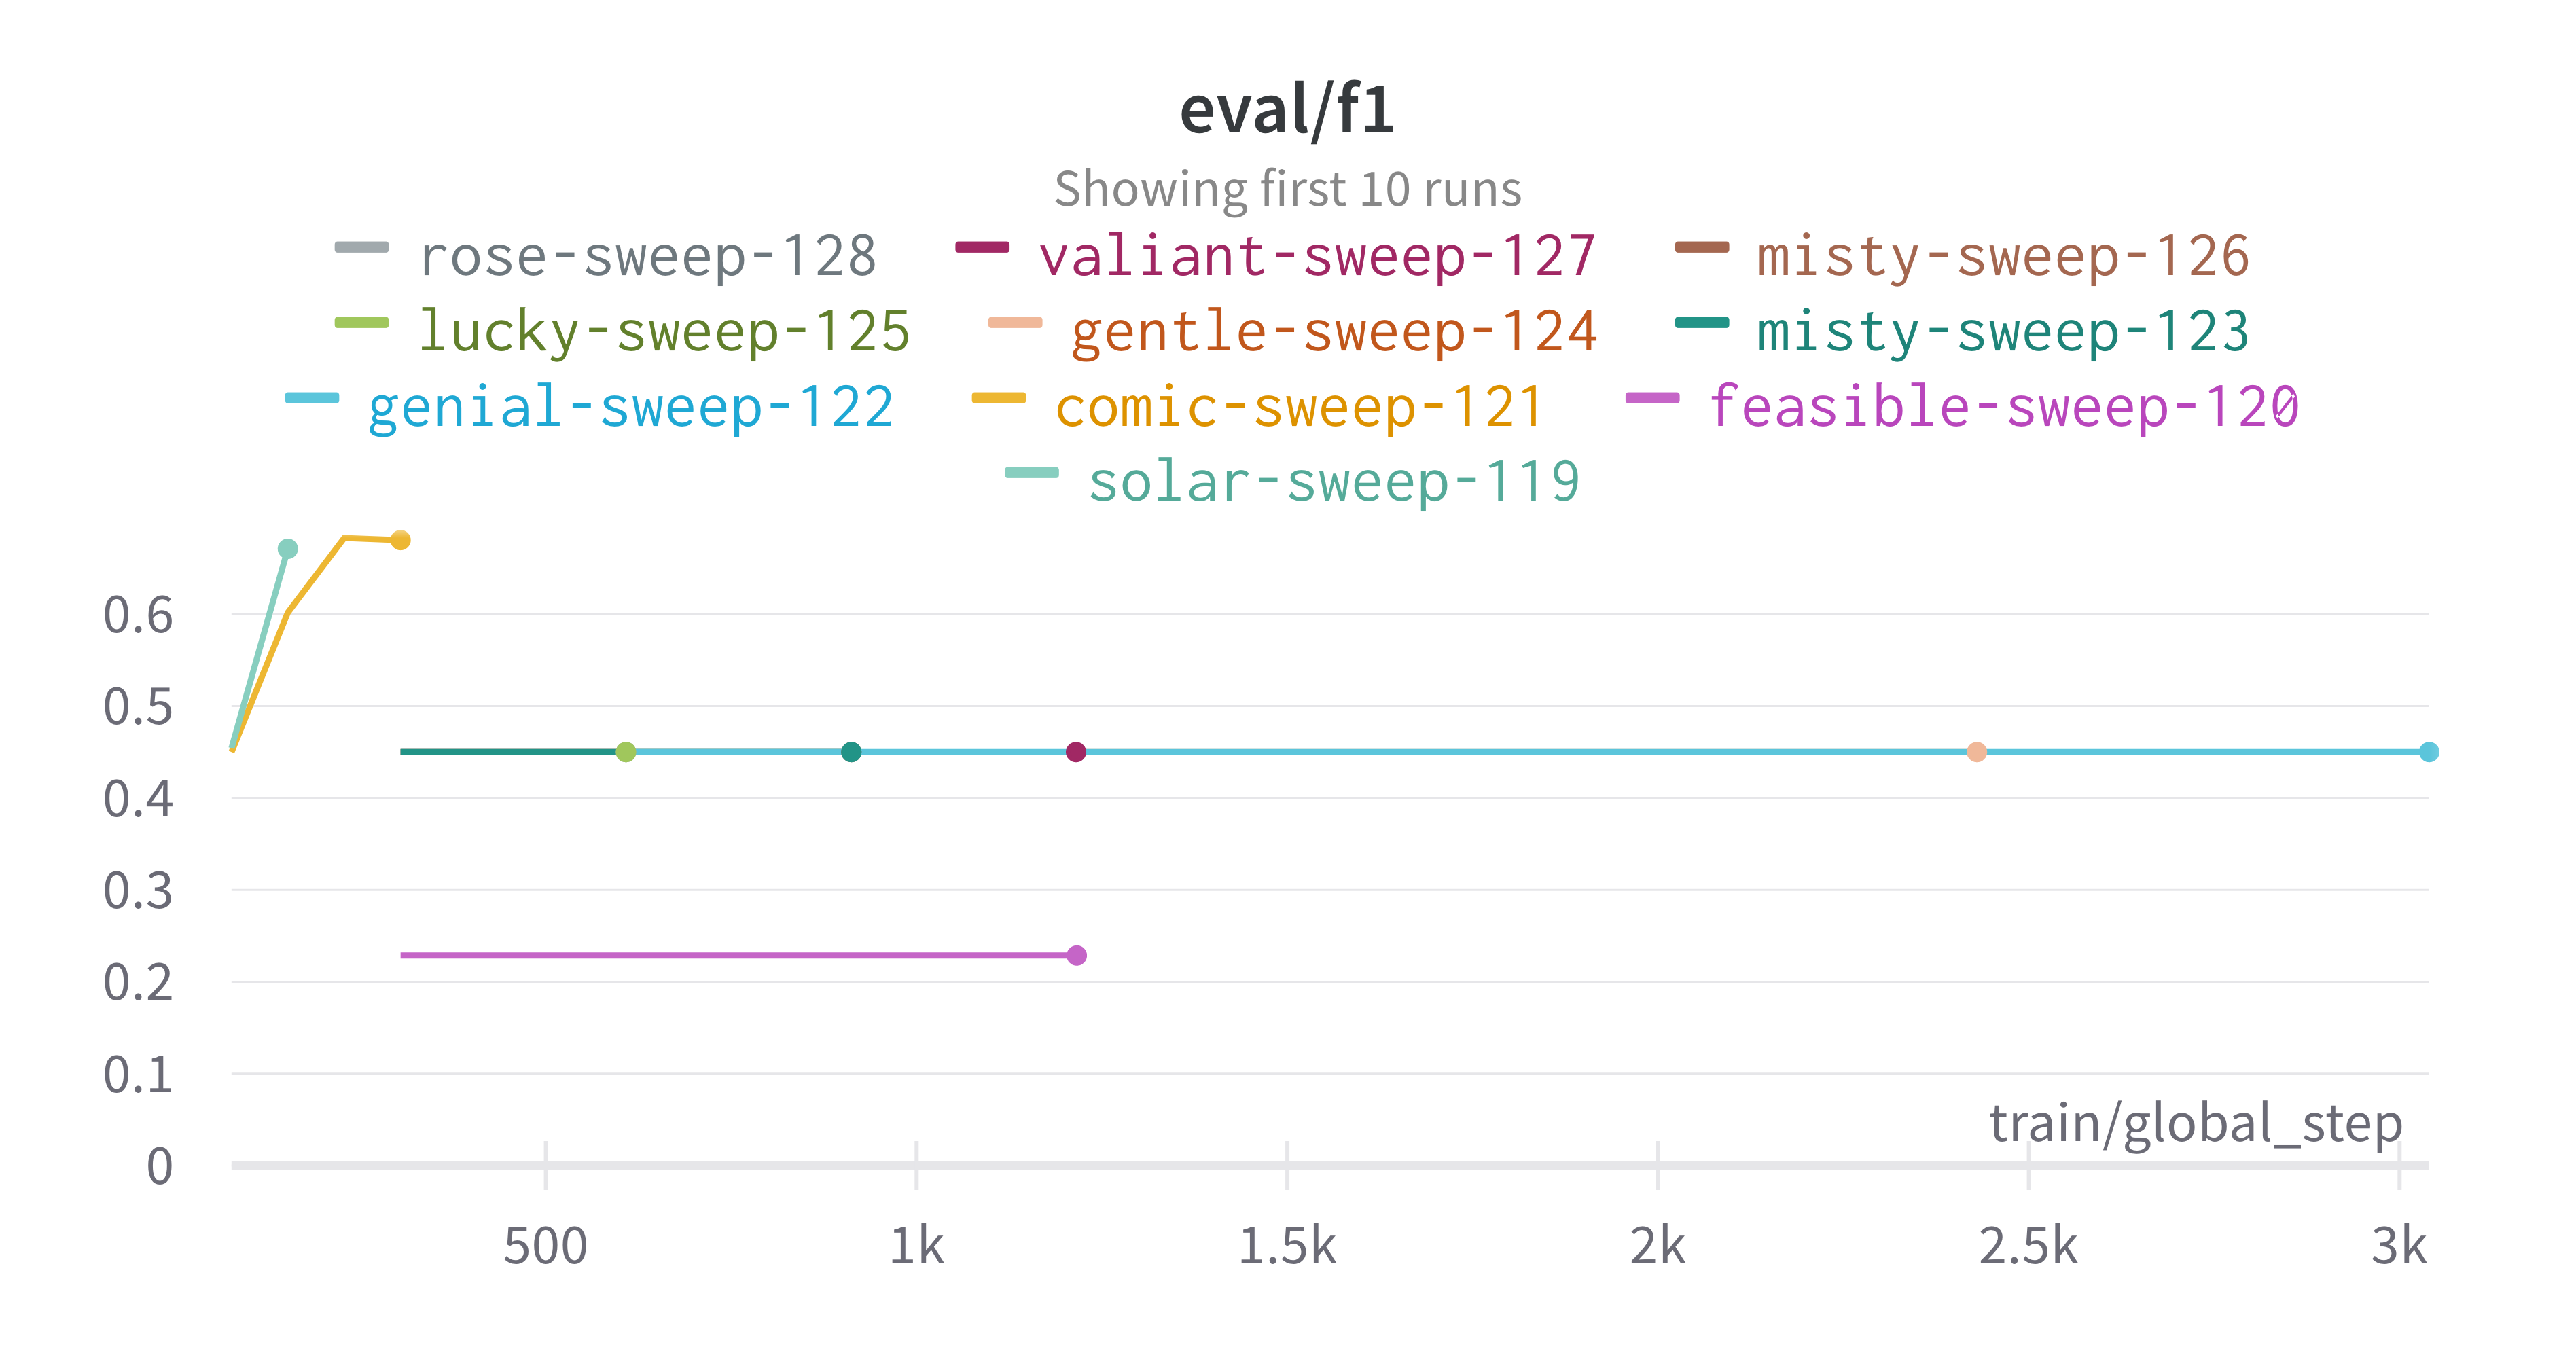 eval/f1
Showing first 10 runs
rose-sweep-128 valiant-sweep-127 misty-sweep-126
lucky-sweep-125 gentle-sweep-124 misty-sweep-123
genial-sweep-122 comic-sweep-121 feasible-sweep-120
solar-sweep-119
0.6
0.5
0.4
0.3
0.2
0.1
train/global_step
0
500 1k 1.5k 2k 2.5k 3k